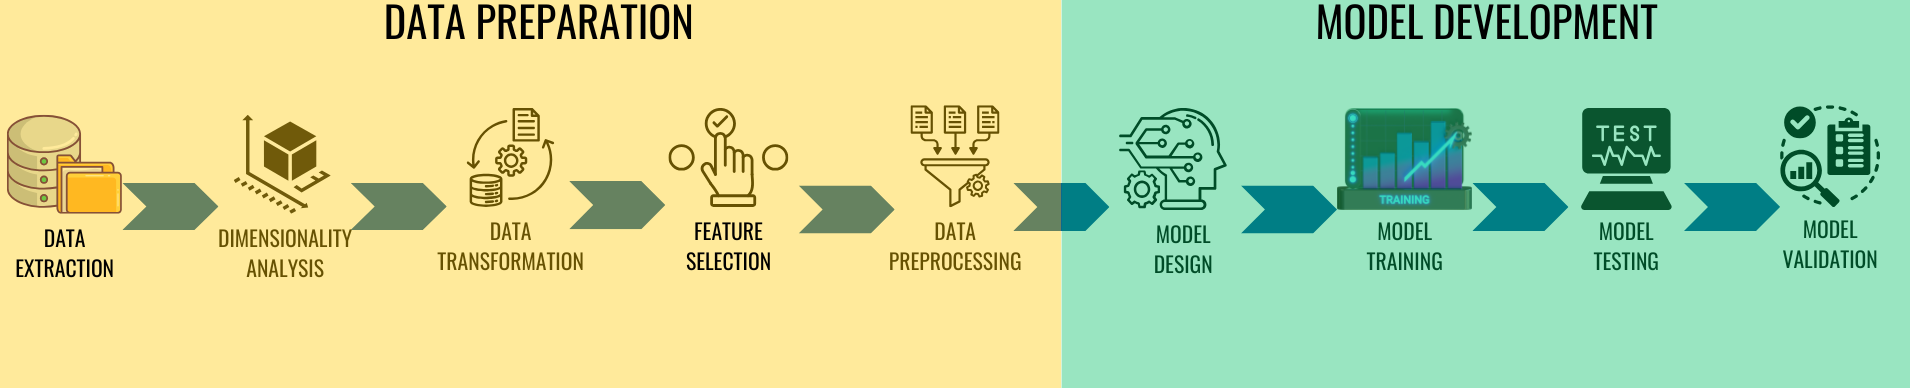 DATA PREPARATION
MODEL DEVELOPMENT
DATA
EXTRACTION
DIMENSIONALITY
ANALYSIS
DATA
TRANSFORMATION
FEATURE
SELECTION
DATA
PREPROCESSING
MODEL
DESIGN
TRAINING
MODEL
TRAINING
TEST
MODEL
TESTING
MODEL
VALIDATION